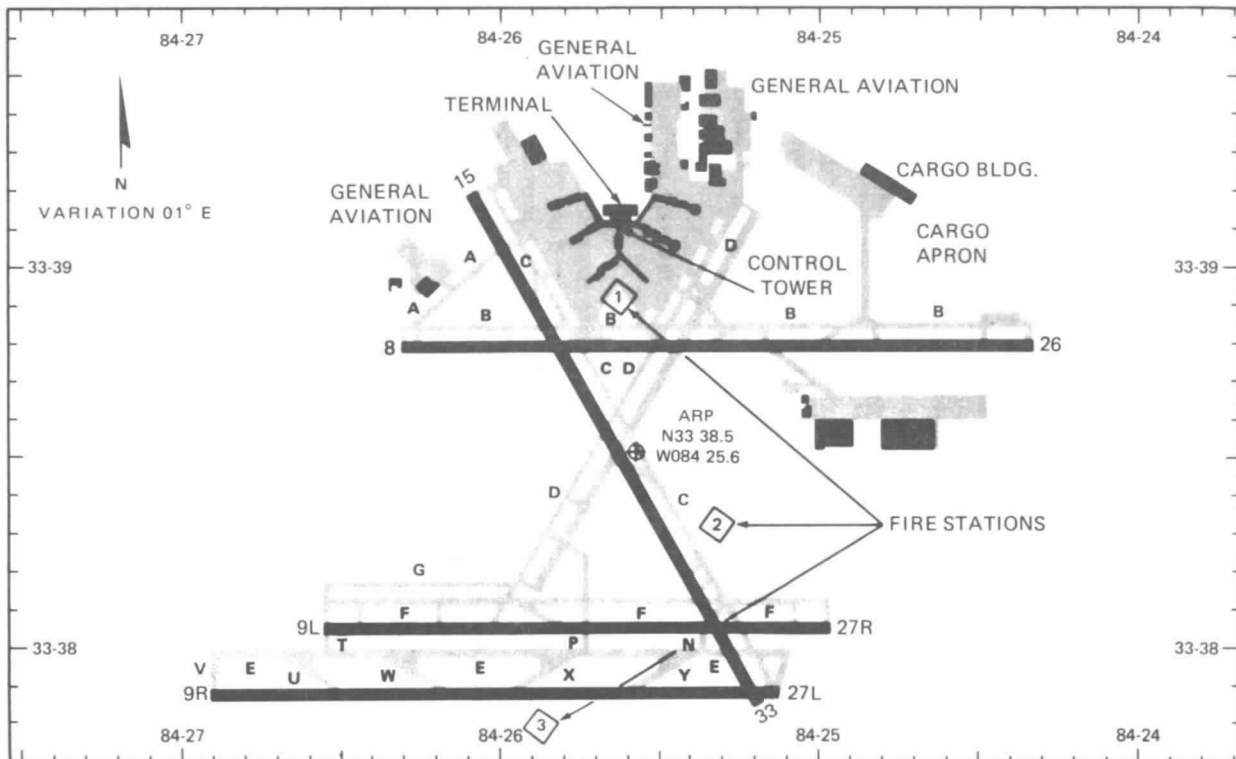 84-27
84-26
84-25
84-24
GENERAL
AVIATION
GENERAL AVIATION
TERMINAL
15
CARGO BLDG.
N
VARIATION 01° E
GENERAL
AVIATION
D
CARGO
APRON
A
C
CONTROL
TOWER
33-39
33-39
1
A
B
B
B
B
8
26
C D
ARP
N33 38.5
W084 25.6
D
C
2
FIRE STATIONS
G
F
F
F
9L
27R
T
P
N
33-38
33-38
V
E
U
W
E
X
Y
E
9R
27L
33
3
84-27
84-26
84-25
84-24